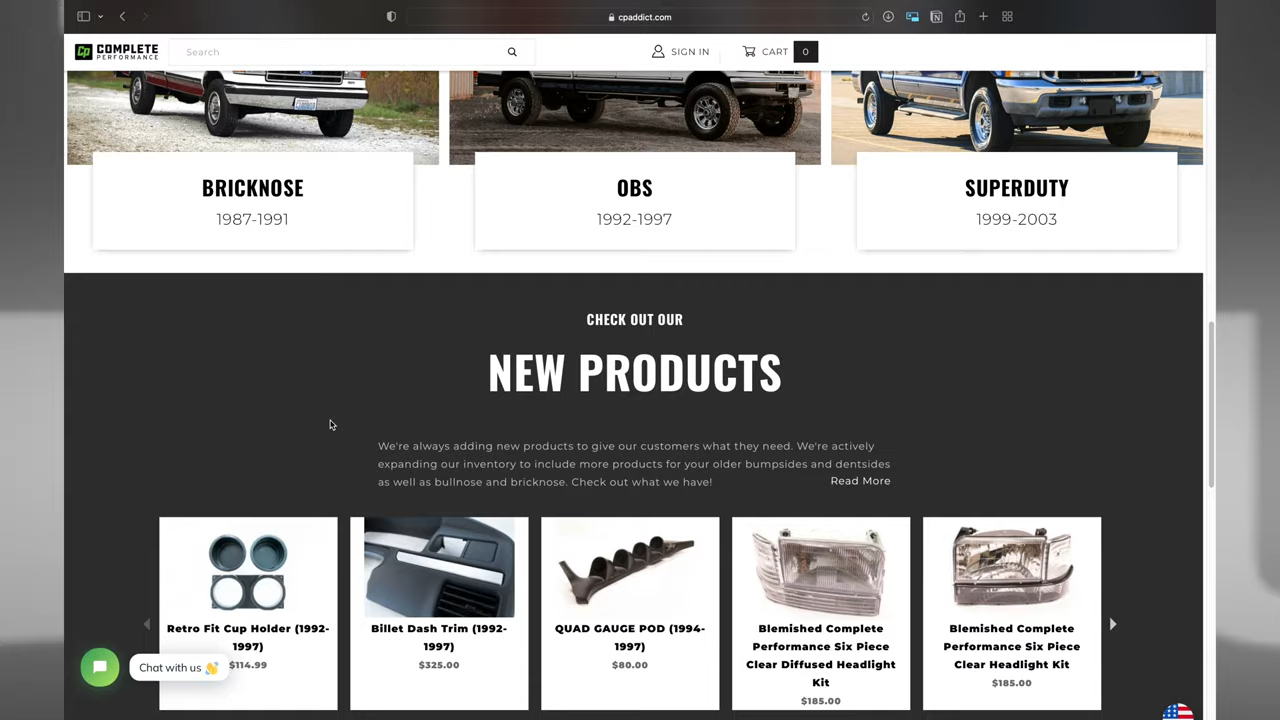 cpaddict.com
Cp COMPLETE PERFORMANCE
Search
SIGN IN
CART 0
BRICKNOSE
1987-1991
OBS
1992-1997
SUPERDUTY
1999-2003
CHECK OUT OUR
NEW PRODUCTS
We're always adding new products to give our customers what they need. We're actively
expanding our inventory to include more products for your older bumpsides and dentsides
as well as bullnose and bricknose. Check out what we have!
Read More
Retro Fit Cup Holder (1992-
1997)
$114.99
Billet Dash Trim (1992-
1997)
$325.00
QUAD GAUGE POD (1994-
1997)
$80.00
Blemished Complete
Performance Six Piece
Clear Diffused Headlight
Kit
$185.00
Blemished Complete
Performance Six Piece
Clear Headlight Kit
$185.00
Chat with us 👋